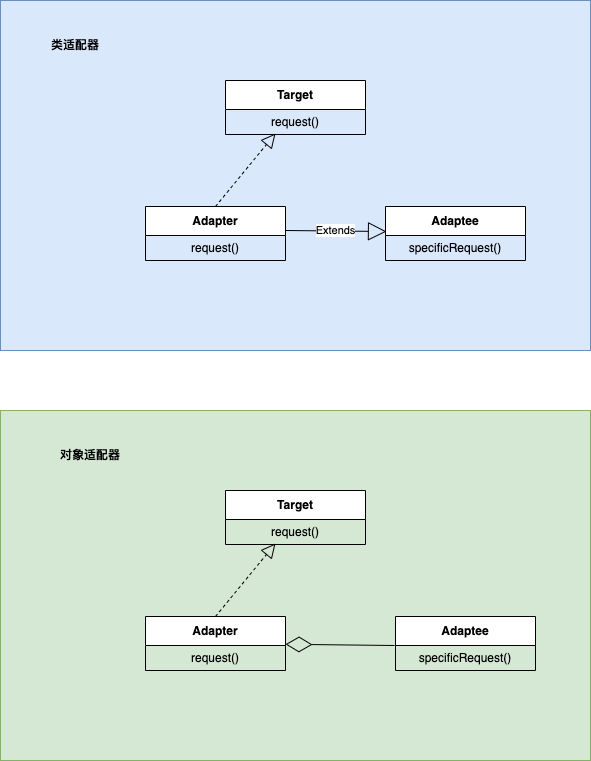 类适配器
Target
request()
Adapter
request()
Extends
Adaptee
specificRequest()
对象适配器
Target
request()
Adapter
request()
Adaptee
specificRequest()